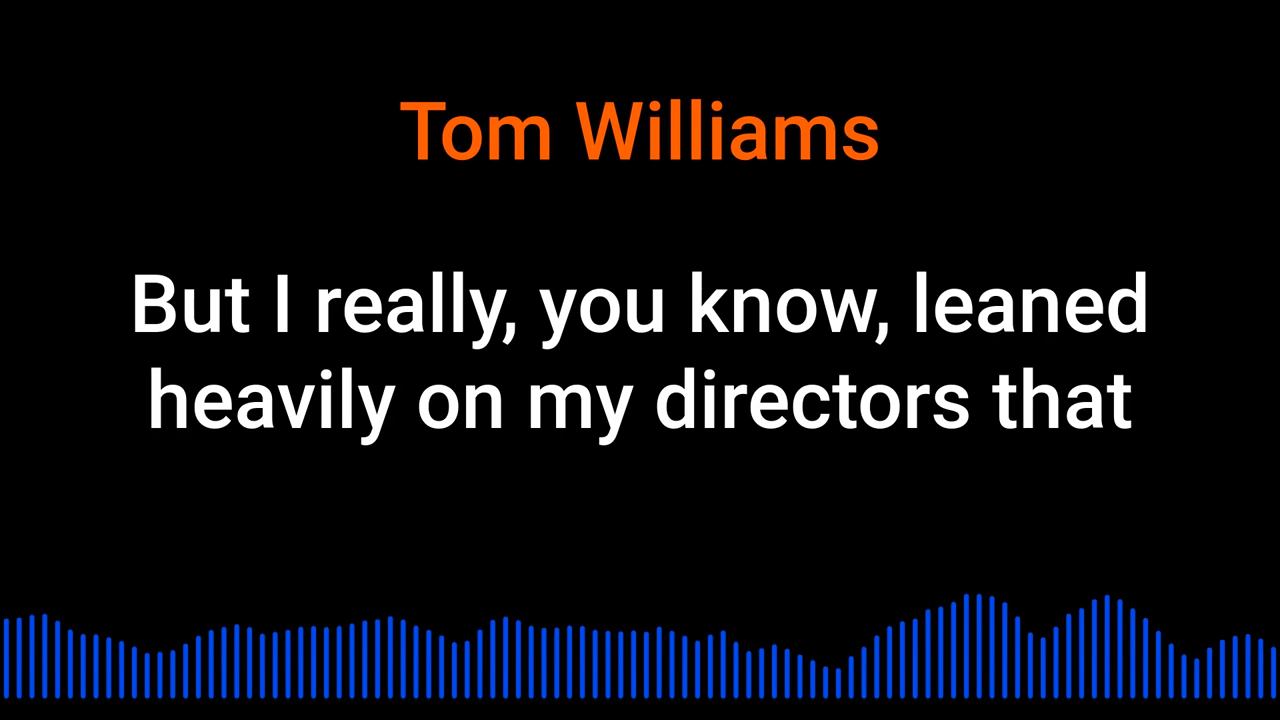 Tom Williams
But I really, you know, leaned
heavily on my directors that